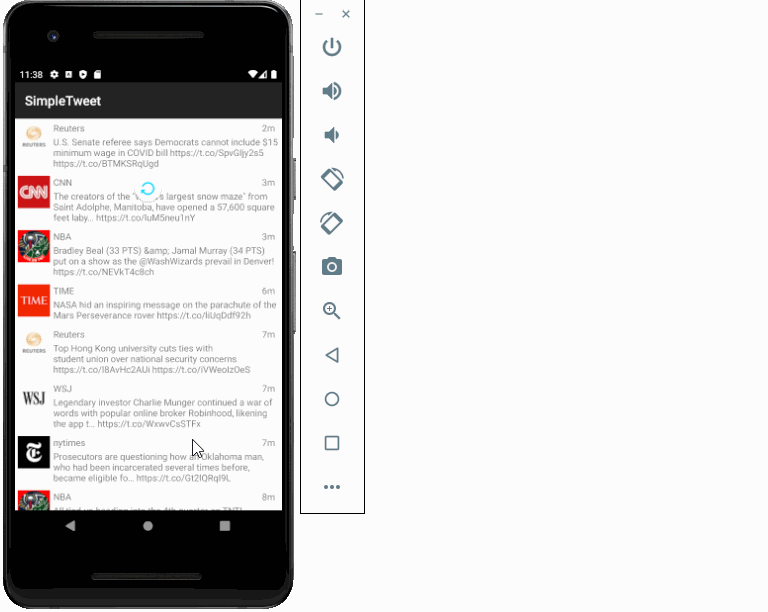 11:38
SimpleTweet
Reuters 2m
U.S. Senate referee says Democrats cannot include $15
minimum wage in COVID bill https://t.co/SpvGljy2s5
https://t.co/BTMKSRqUgd
REUTERS
CNN
CNN 3m
The creators of the largest snow maze" from
Saint Adolphe, Manitoba, have opened a 57,600 square
feet laby... https://t.co/luM5neu1nY
NBA 3m
Bradley Beal (33 PTS) &amp; Jamal Murray (34 PTS)
put on a show as the @WashWizards prevail in Denver!
https://t.co/NEVkT4c8ch
TIME
TIME 6m
NASA hid an inspiring message on the parachute of the
Mars Perseverance rover https://t.co/liUqDdf92h
Reuters 7m
Top Hong Kong university cuts ties with
student union over national security concerns
https://t.co/I8AvHc2AUi https://t.co/iVWeolzOeS
REUTERS
WSJ
WSJ 7m
Legendary investor Charlie Munger continued a war of
words with popular online broker Robinhood, likening
the app t... https://t.co/WxwvCsSTFx
nytimes 7m
Prosecutors are questioning how an Oklahoma man,
who had been incarcerated several times before,
became eligible fo... https://t.co/Gt2IQRqI9L
NBA 8m